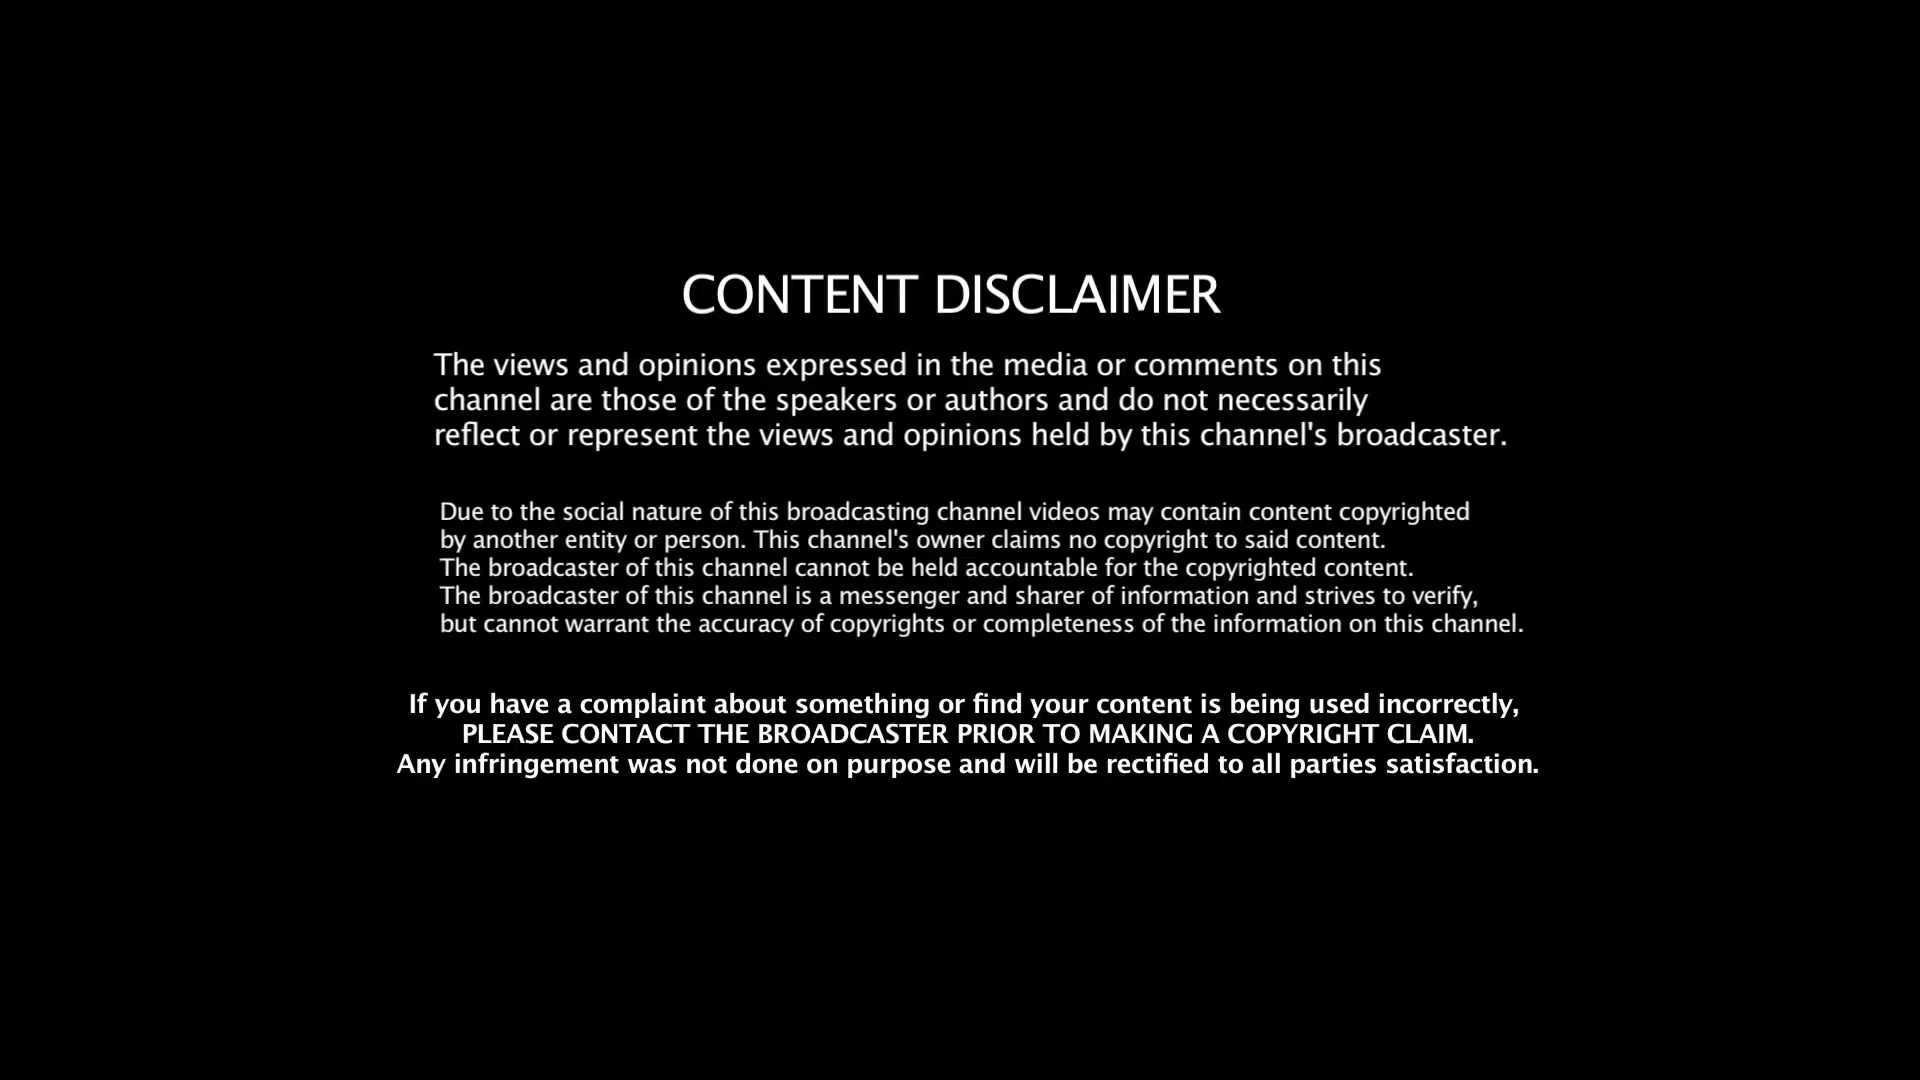 CONTENT DISCLAIMER
The views and opinions expressed in the media or comments on this
channel are those of the speakers or authors and do not necessarily
reflect or represent the views and opinions held by this channel's broadcaster.
Due to the social nature of this broadcasting channel videos may contain content copyrighted
by another entity or person. This channel's owner claims no copyright to said content.
The broadcaster of this channel cannot be held accountable for the copyrighted content.
The broadcaster of this channel is a messenger and sharer of information and strives to verify,
but cannot warrant the accuracy of copyrights or completeness of the information on this channel.
If you have a complaint about something or find your content is being used incorrectly,
PLEASE CONTACT THE BROADCASTER PRIOR TO MAKING A COPYRIGHT CLAIM.
Any infringement was not done on purpose and will be rectified to all parties satisfaction.